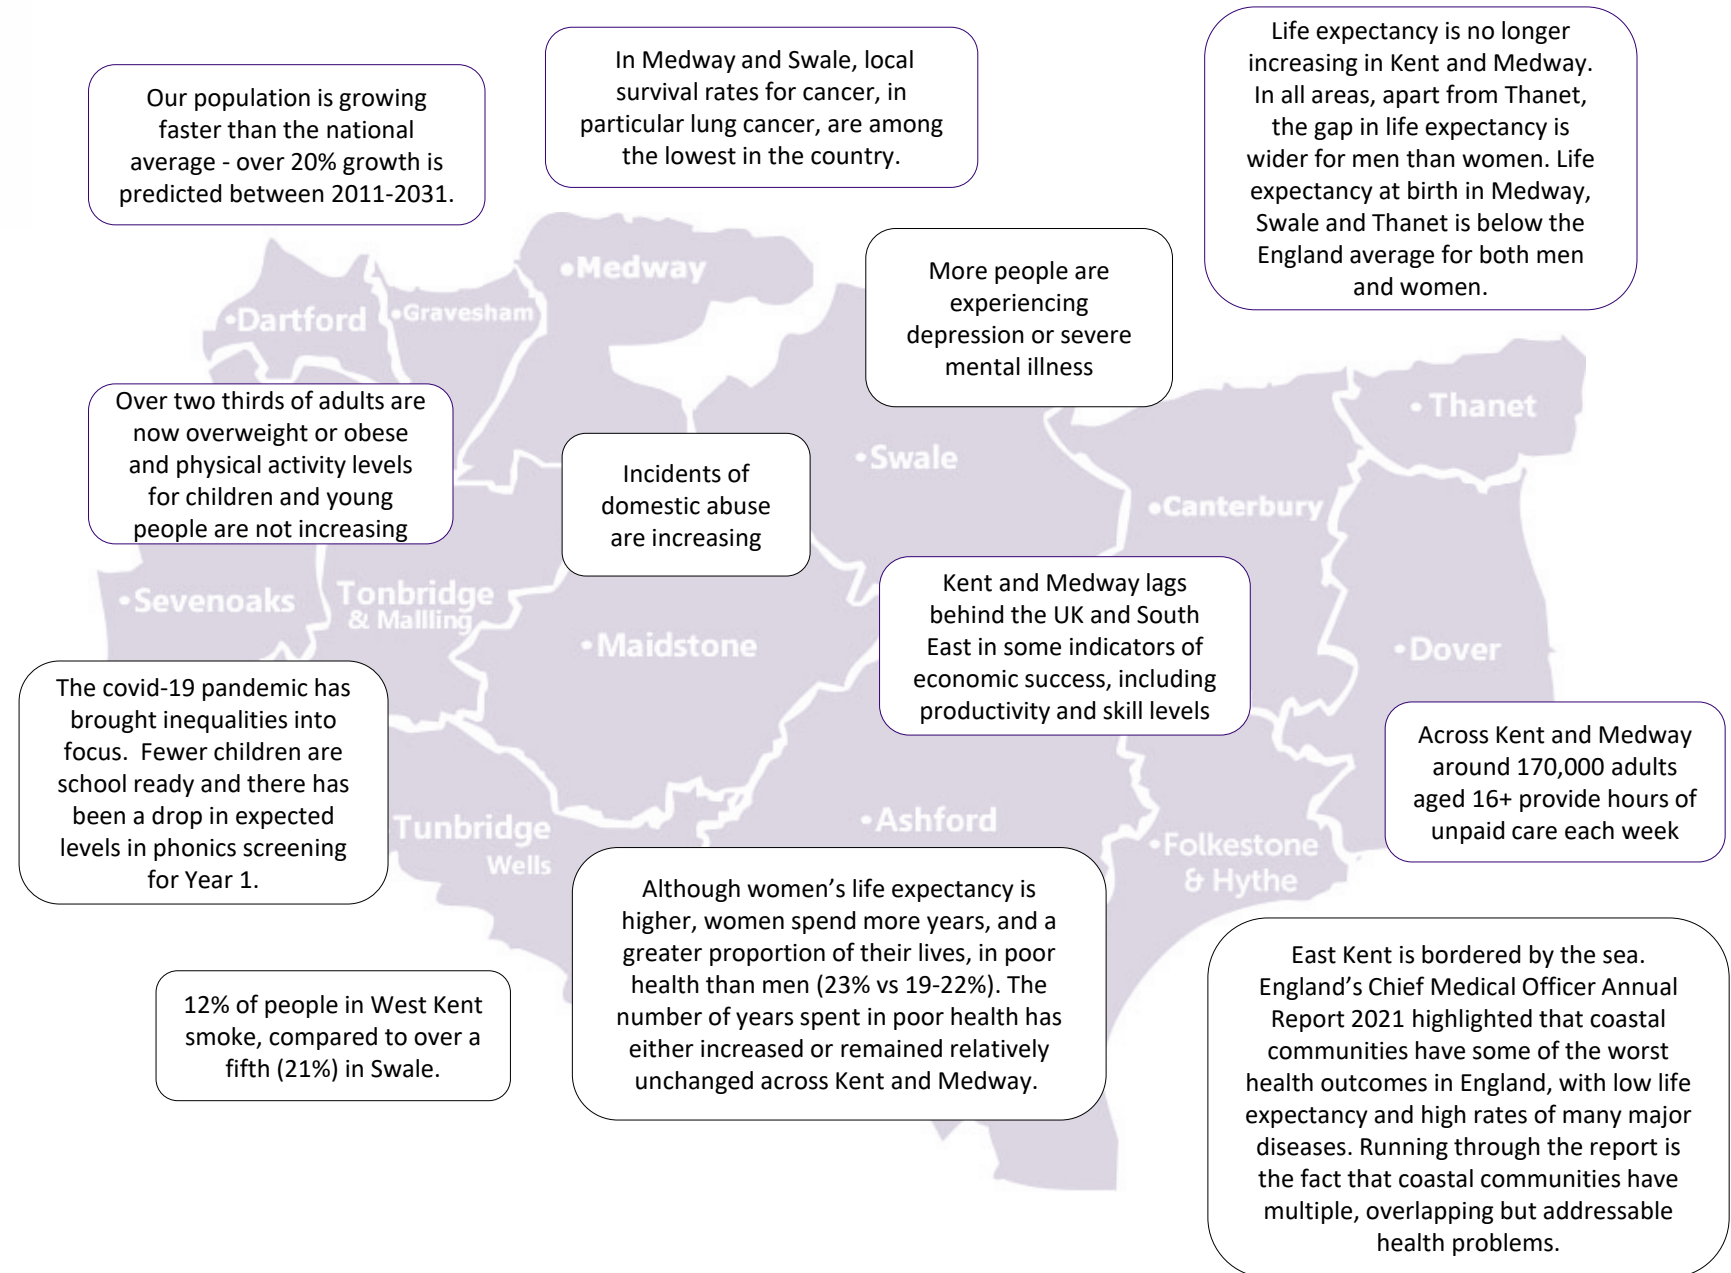 Our population is growing
faster than the national
average - over 20% growth is
predicted between 2011-2031.
In Medway and Swale, local
survival rates for cancer, in
particular lung cancer, are among
the lowest in the country.
Life expectancy is no longer
increasing in Kent and Medway.
In all areas, apart from Thanet,
the gap in life expectancy is
wider for men than women. Life
expectancy at birth in Medway,
Swale and Thanet is below the
England average for both men
and women.
•Medway
•Dartford
•Gravesham
More people are
experiencing
depression or severe
mental illness
•Thanet
Over two thirds of adults are
now overweight or obese
and physical activity levels
for children and young
people are not increasing
Incidents of
domestic abuse
are increasing
•Swale
•Canterbury
•Sevenoaks
Tonbridge
& Mallling
•Maidstone
Kent and Medway lags
behind the UK and South
East in some indicators of
economic success, including
productivity and skill levels
•Dover
The covid-19 pandemic has
brought inequalities into
focus.  Fewer children are
school ready and there has
been a drop in expected
levels in phonics screening
for Year 1.
Across Kent and Medway
around 170,000 adults
aged 16+ provide hours of
unpaid care each week
Tunbridge
Wells
•Ashford
•Folkestone
& Hythe
Although women’s life expectancy is
higher, women spend more years, and a
greater proportion of their lives, in poor
health than men (23% vs 19-22%). The
number of years spent in poor health has
either increased or remained relatively
unchanged across Kent and Medway.
12% of people in West Kent
smoke, compared to over a
fifth (21%) in Swale.
East Kent is bordered by the sea.
England’s Chief Medical Officer Annual
Report 2021 highlighted that coastal
communities have some of the worst
health outcomes in England, with low life
expectancy and high rates of many major
diseases. Running through the report is
the fact that coastal communities have
multiple, overlapping but addressable
health problems.